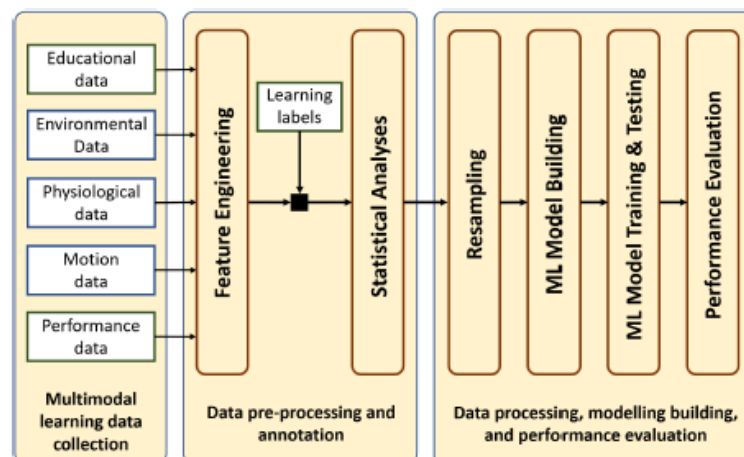 Educational
data
Environmental
Data
Physiological
data
Motion
data
Performance
data
Multimodal
learning data
collection
Feature Engineering
Learning
labels
Statistical Analyses
Data pre-processing and
annotation
Resampling
ML Model Building
ML Model Training & Testing
Performance Evaluation
Data processing, modelling building,
and performance evaluation